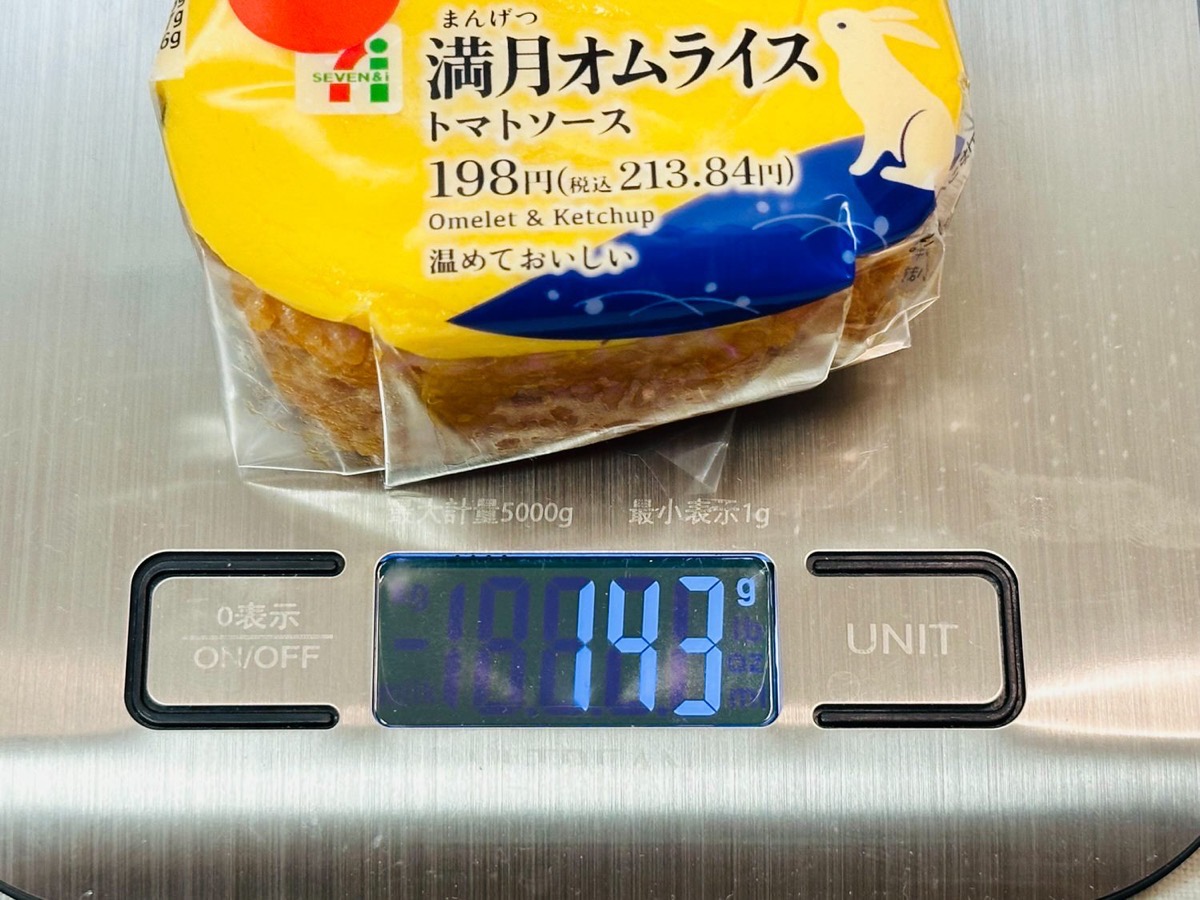 まんげつ
満月オムライス
SEVEN&i
トマトソース
198円(税込 213.84円)
Omelet & Ketchup
温めておいしい
最大計量5000g 最小表示1g
143 g
0表示
ON/OFF
UNIT